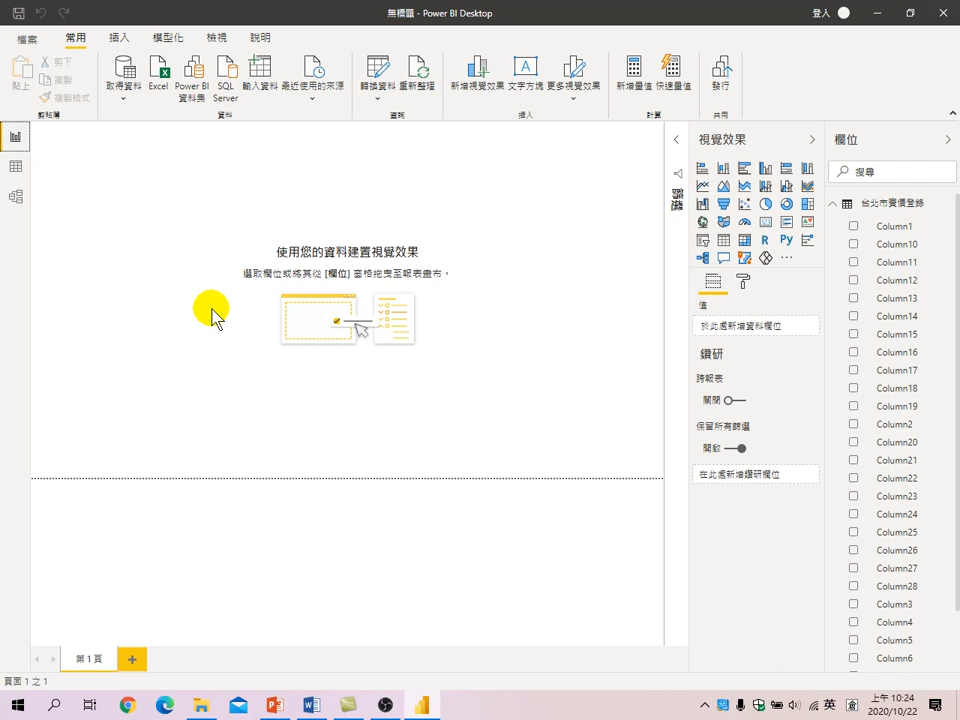 無標題 - Power BI Desktop
登入
檔案
常用
插入
模型化
檢視
說明
貼上
剪下
複製
複製格式
剪貼簿
取得資料
Excel
Power BI
資料集
SQL
Server
輸入資料
最近使用的來源
資料
轉換資料
重新整理
查詢
新增視覺效果
文字方塊
更多視覺效果
插入
新增量值
快速量值
計算
發行
共用
使用您的資料建置視覺效果
選取欄位或將其從 [欄位] 窗格拖曳至報表畫布。
篩選
視覺效果
R
Py
值
於此處新增資料欄位
鑽研
跨報表
關閉
保留所有篩選
開啟
在此處新增鑽研欄位
欄位
搜尋
台北市實價登錄
Column1
Column10
Column11
Column12
Column13
Column14
Column15
Column16
Column17
Column18
Column19
Column2
Column20
Column21
Column22
Column23
Column24
Column25
Column26
Column27
Column28
Column3
Column4
Column5
Column6
第 1 頁
頁面 1 之 1
英
倉
上午 10:24
2020/10/22